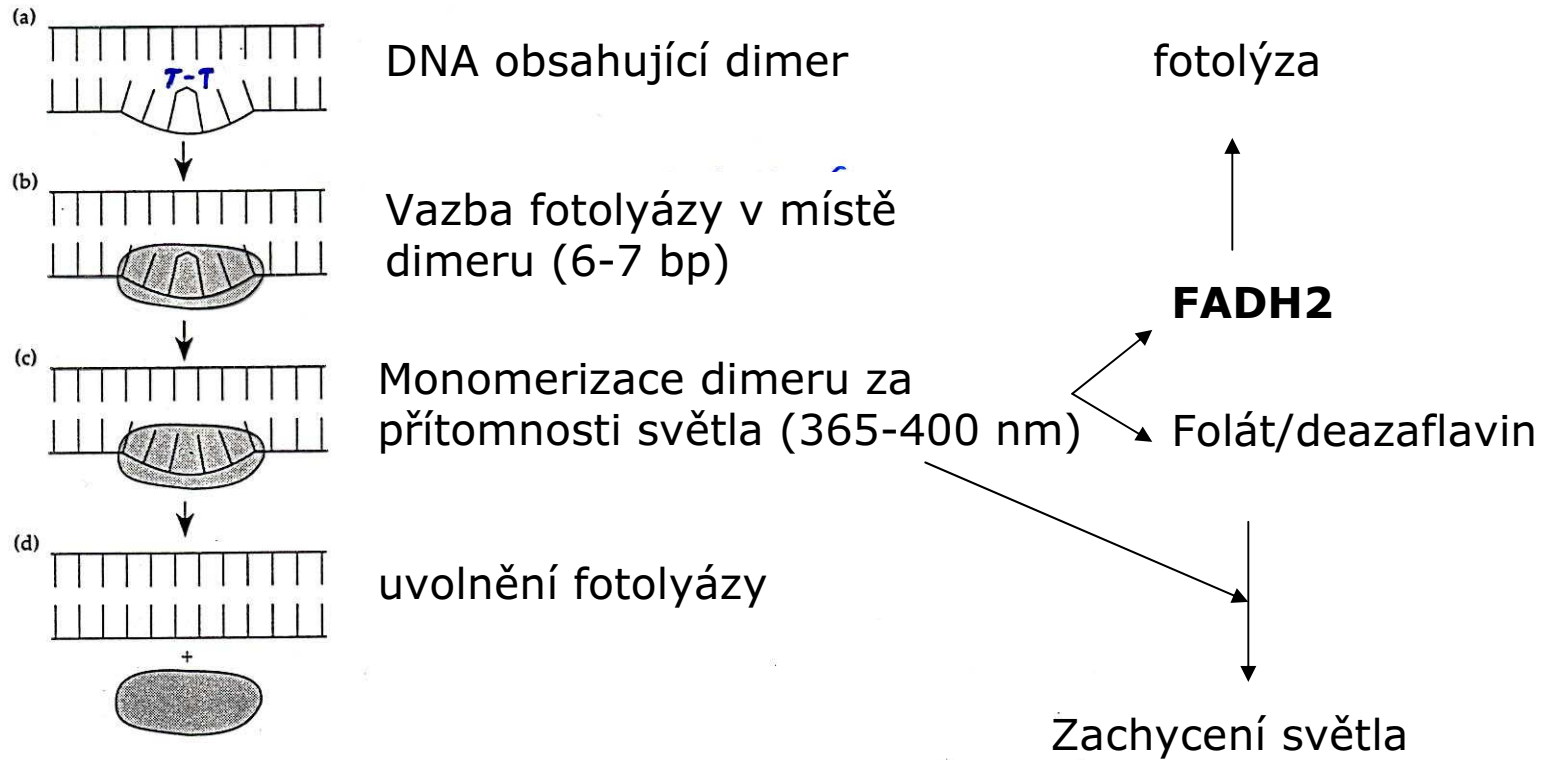 (a)
T-T
DNA obsahující dimer
fotolýza
(b)
Vazba fotolyázy v místě
dimeru (6-7 bp)
FADH2
(c)
Monomerizace dimeru za
přítomnosti světla (365-400 nm)
Folát/deazaflavin
(d)
uvolnění fotolyázy
+
Zachycení světla